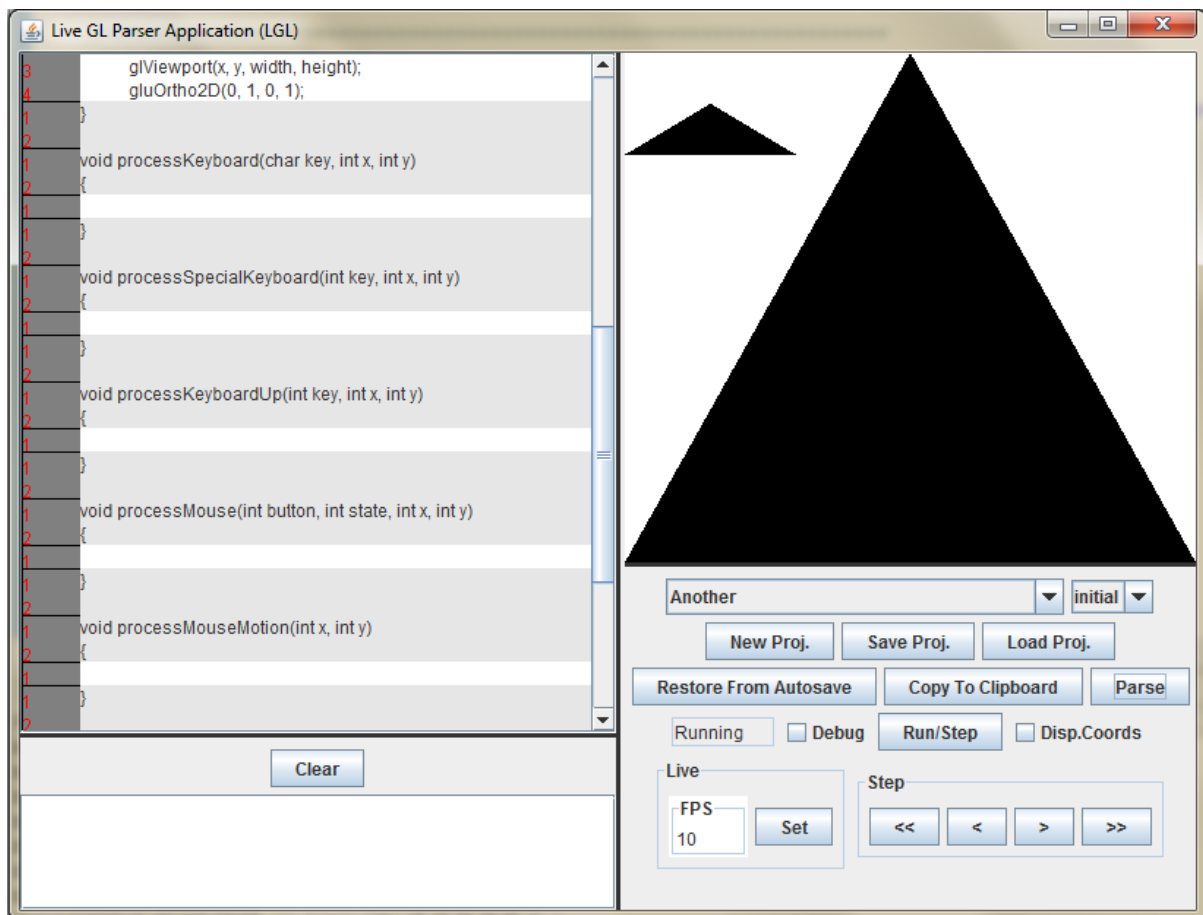 Live GL Parser Application (LGL)
3 glViewport(x, y, width, height);
4 gluOrtho2D(0, 1, 0, 1);
1 }
2
1 void processKeyboard(char key, int x, int y)
2 {
1
1 }
2
1 void processSpecialKeyboard(int key, int x, int y)
2 {
1
1 }
2
1 void processKeyboardUp(int key, int x, int y)
2 {
1
1 }
2
1 void processMouse(int button, int state, int x, int y)
2 {
1
1 }
2
1 void processMouseMotion(int x, int y)
2 {
1
1 }
2
Clear
Another initial
New Proj. Save Proj. Load Proj.
Restore From Autosave Copy To Clipboard Parse
Running Debug Run/Step Disp.Coords
Live
FPS
10
Set
Step
<< < > >>